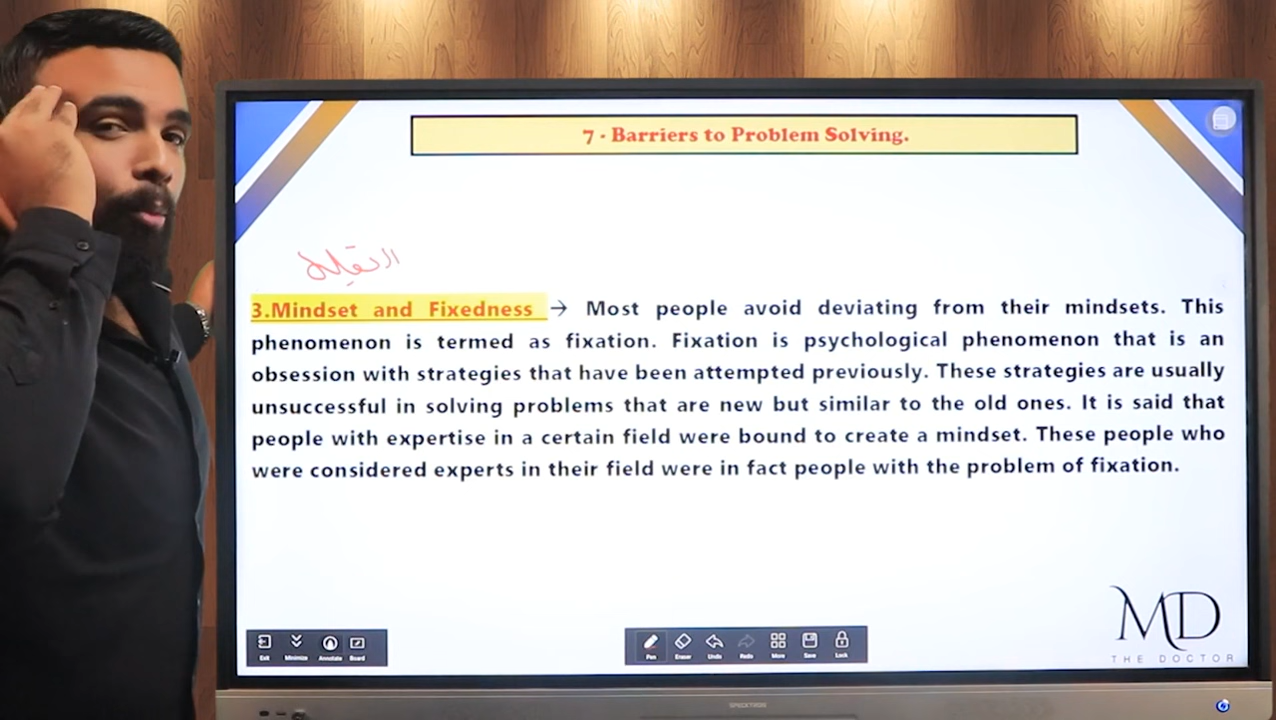 7 - Barriers to Problem Solving.
3.Mindset and Fixedness → Most people avoid deviating from their mindsets. This
phenomenon is termed as fixation. Fixation is psychological phenomenon that is an
obsession with strategies that have been attempted previously. These strategies are usually
unsuccessful in solving problems that are new but similar to the old ones. It is said that
people with expertise in a certain field were bound to create a mindset. These people who
were considered experts in their field were in fact people with the problem of fixation.
MD
THE DOCTOR
Exit Minimize Annotate Board Pen Eraser Undo Redo More Save Lock
SPECKTRON